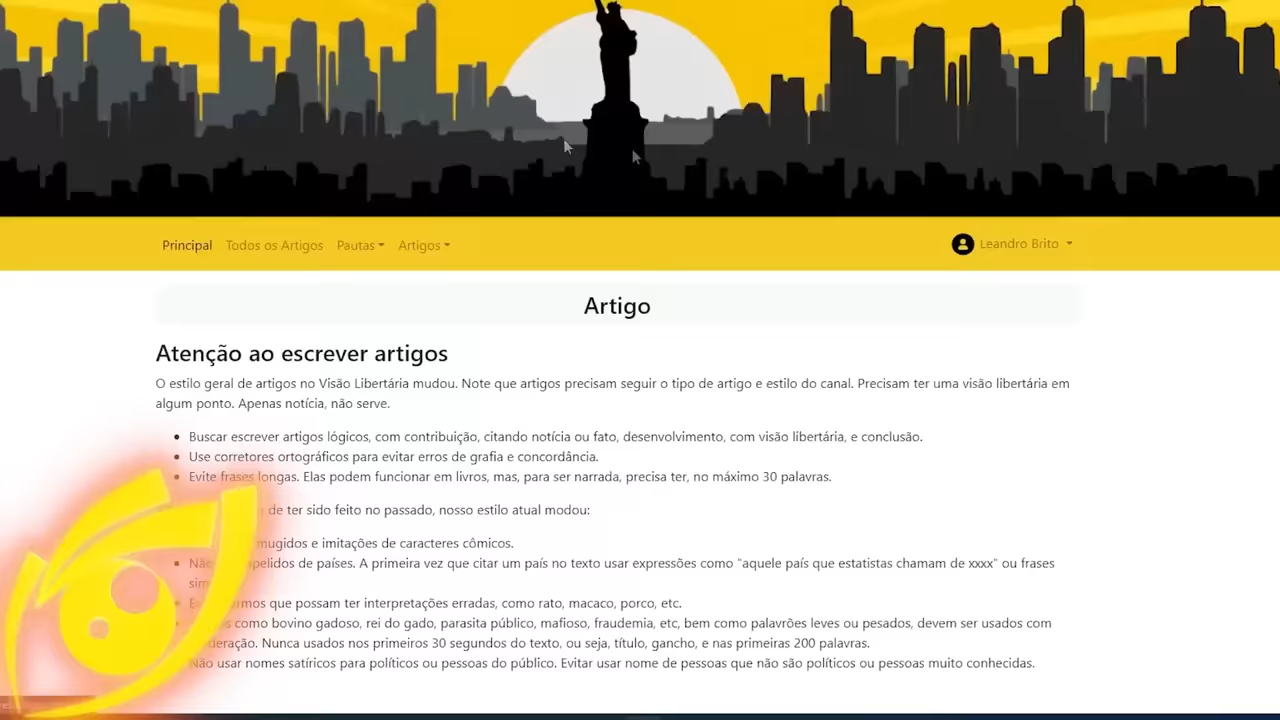 Principal Todos os Artigos Pautas Artigos Leandro Brito
Artigo
Atenção ao escrever artigos
O estilo geral de artigos no Visão Libertária mudou. Note que artigos precisam seguir o tipo de artigo e estilo do canal. Precisam ter uma visão libertária em
algum ponto. Apenas notícia, não serve.
Buscar escrever artigos lógicos, com contribuição, citando notícia ou fato, desenvolvimento, com visão libertária, e conclusão.
Use corretores ortográficos para evitar erros de grafia e concordância.
Evite frases longas. Elas podem funcionar em livros, mas, para ser narrada, precisa ter, no máximo 30 palavras.
de ter sido feito no passado, nosso estilo atual modou:
mugidos e imitações de caracteres cômicos.
países. A primeira vez que citar um país no texto usar expressões como "aquele país que estatistas chamam de xxxx" ou frases
que possam ter interpretações erradas, como rato, macaco, porco, etc.
como bovino gadoso, rei do gado, parasita público, mafioso, fraudemia, etc, bem como palavrões leves ou pesados, devem ser usados com
Nunca usados nos primeiros 30 segundos do texto, ou seja, título, gancho, e nas primeiras 200 palavras.
Não usar nomes satíricos para políticos ou pessoas do público. Evitar usar nome de pessoas que não são políticos ou pessoas muito conhecidas.